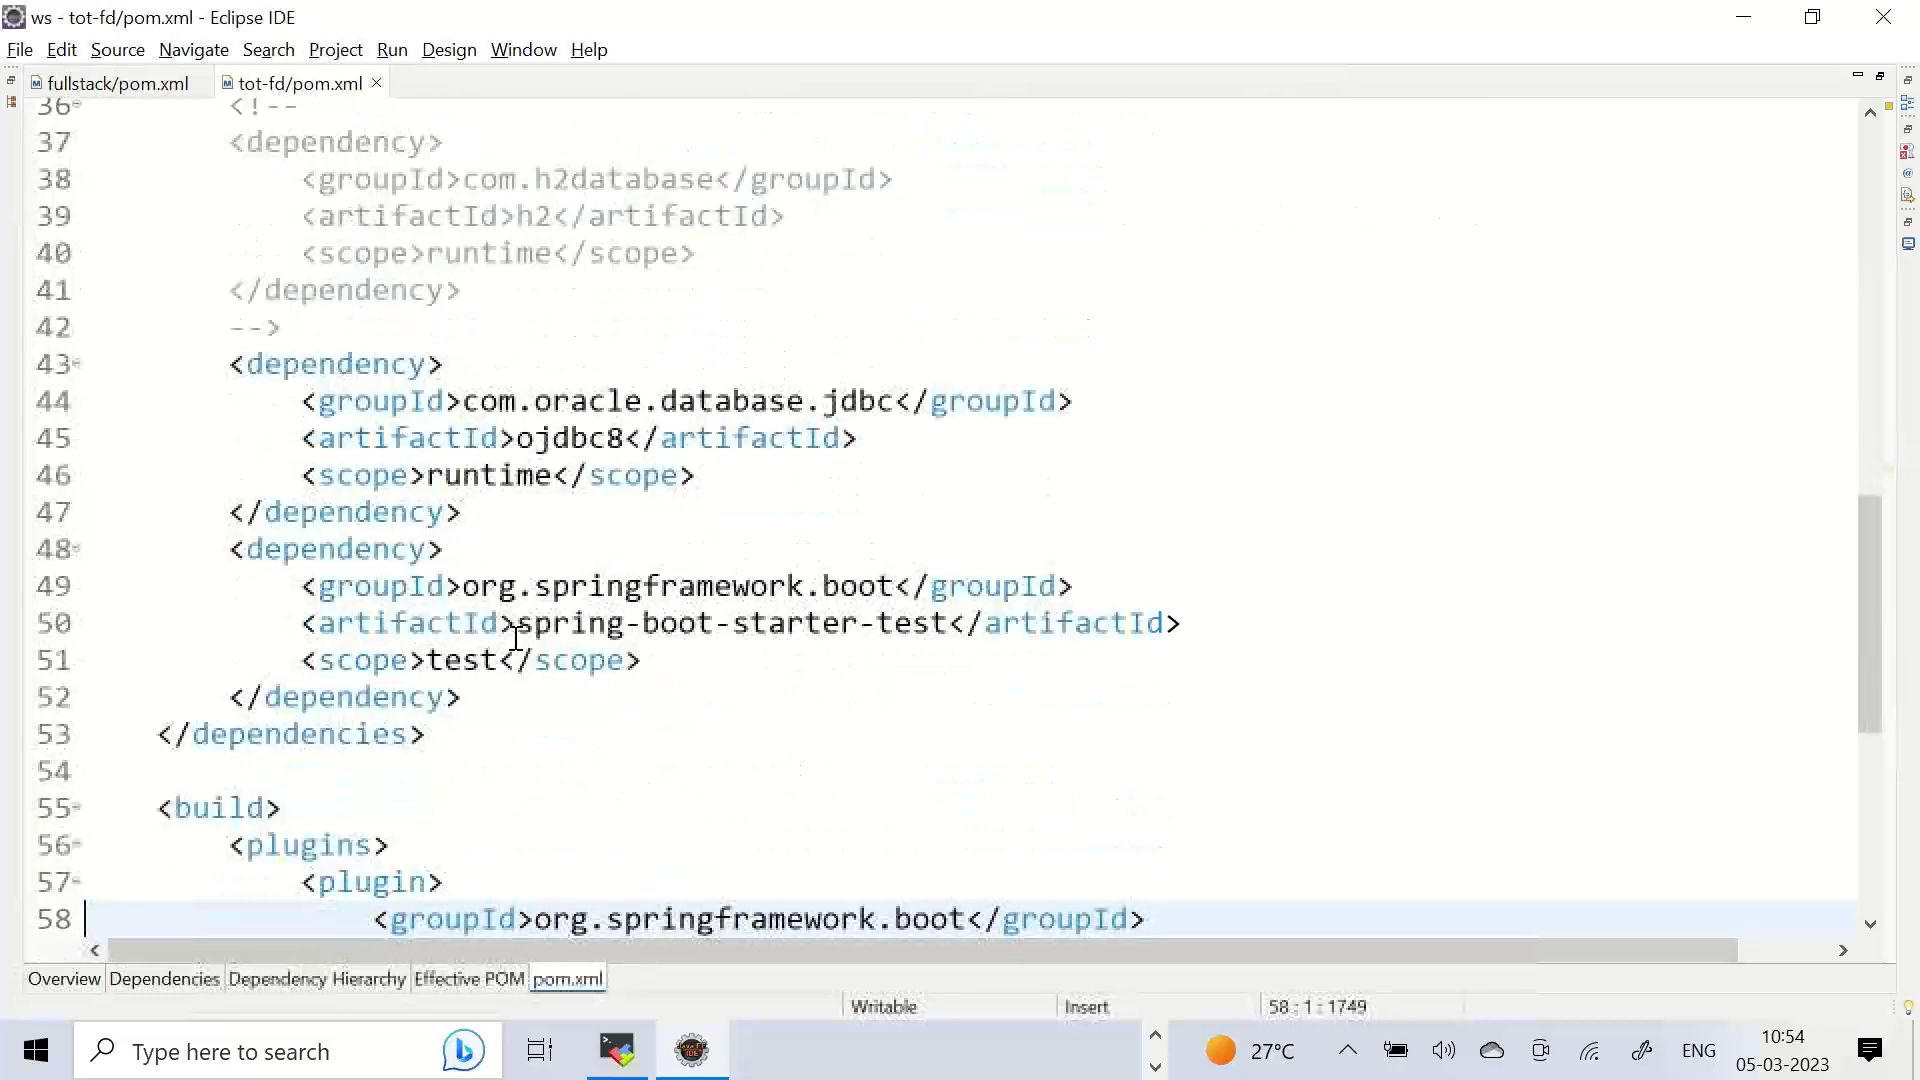 ws - tot-fd/pom.xml - Eclipse IDE
File Edit Source Navigate Search Project Run Design Window Help
fullstack/pom.xml tot-fd/pom.xml
36 <!--
37 <dependency>
38 <groupId>com.h2database</groupId>
39 <artifactId>h2</artifactId>
40 <scope>runtime</scope>
41 </dependency>
42 -->
43 <dependency>
44 <groupId>com.oracle.database.jdbc</groupId>
45 <artifactId>ojdbc8</artifactId>
46 <scope>runtime</scope>
47 </dependency>
48 <dependency>
49 <groupId>org.springframework.boot</groupId>
50 <artifactId>spring-boot-starter-test</artifactId>
51 <scope>test</scope>
52 </dependency>
53 </dependencies>
54
55 <build>
56 <plugins>
57 <plugin>
58 <groupId>org.springframework.boot</groupId>
Overview Dependencies Dependency Hierarchy Effective POM pom.xml
Writable Insert 58 : 1 : 1749
Type here to search 27°C ENG 10:54
05-03-2023